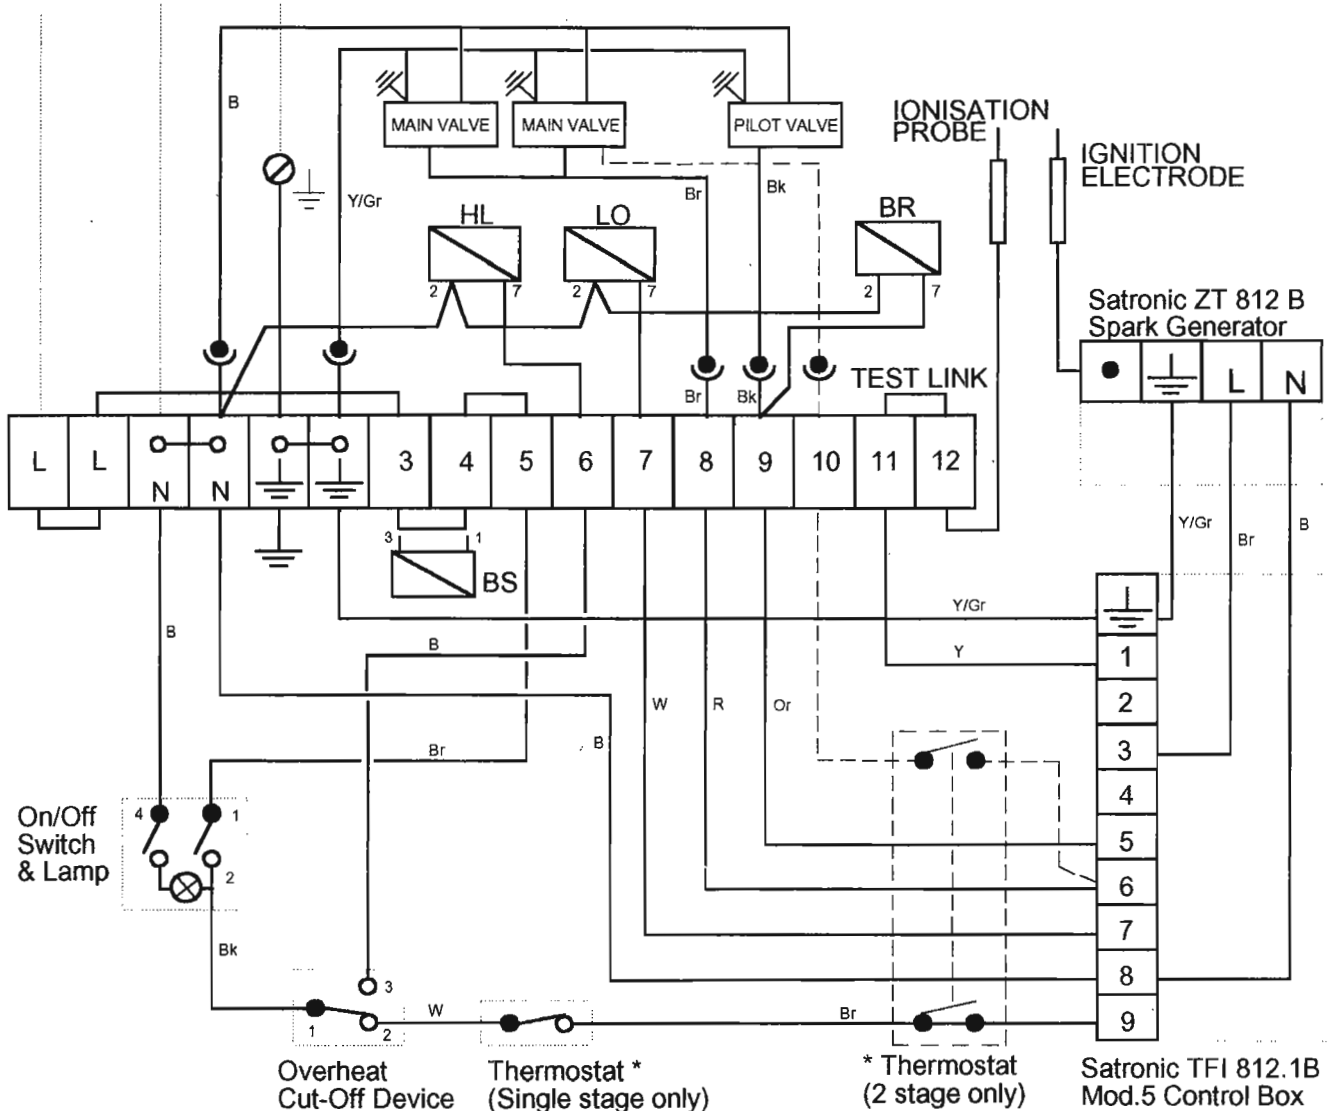 B
MAIN VALVE
MAIN VALVE
PILOT VALVE
IONISATION
PROBE
IGNITION
ELECTRODE
Y/Gr
Br
Bk
HL
LO
BR
2
7
2
7
2
7
Satronic ZT 812 B
Spark Generator
L
N
TEST LINK
Br
Bk
L
L
N
N
3
4
5
6
7
8
9
10
11
12
3
1
BS
Y/Gr
Br
B
Y/Gr
B
B
Y
W
R
Or
B
Br
1
2
3
4
5
6
7
8
9
On/Off
Switch
& Lamp
4
1
2
Bk
3
1
2
W
Br
Overheat
Cut-Off Device
Thermostat *
(Single stage only)
* Thermostat
(2 stage only)
Satronic TFI 812.1B
Mod.5 Control Box